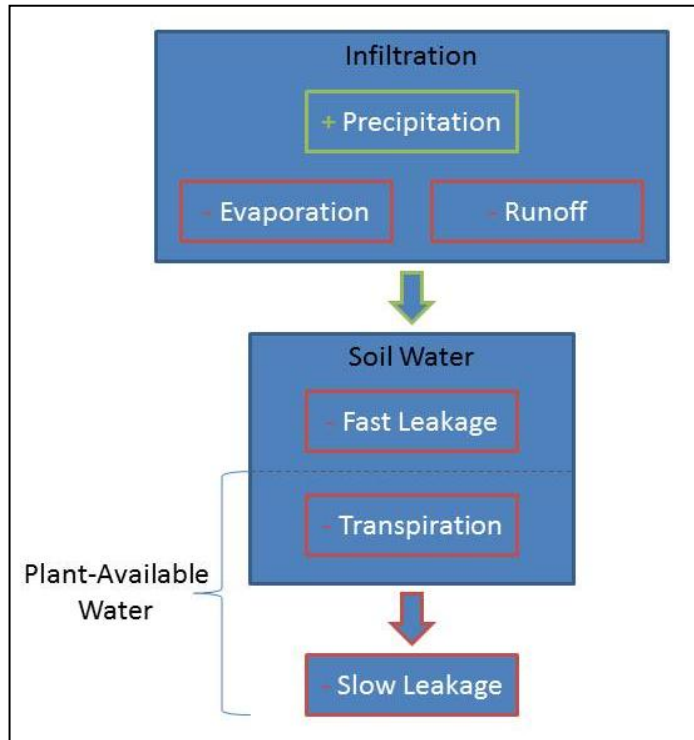 Infiltration
+ Precipitation
- Evaporation
- Runoff
Soil Water
- Fast Leakage
- Transpiration
Plant-Available
Water
- Slow Leakage